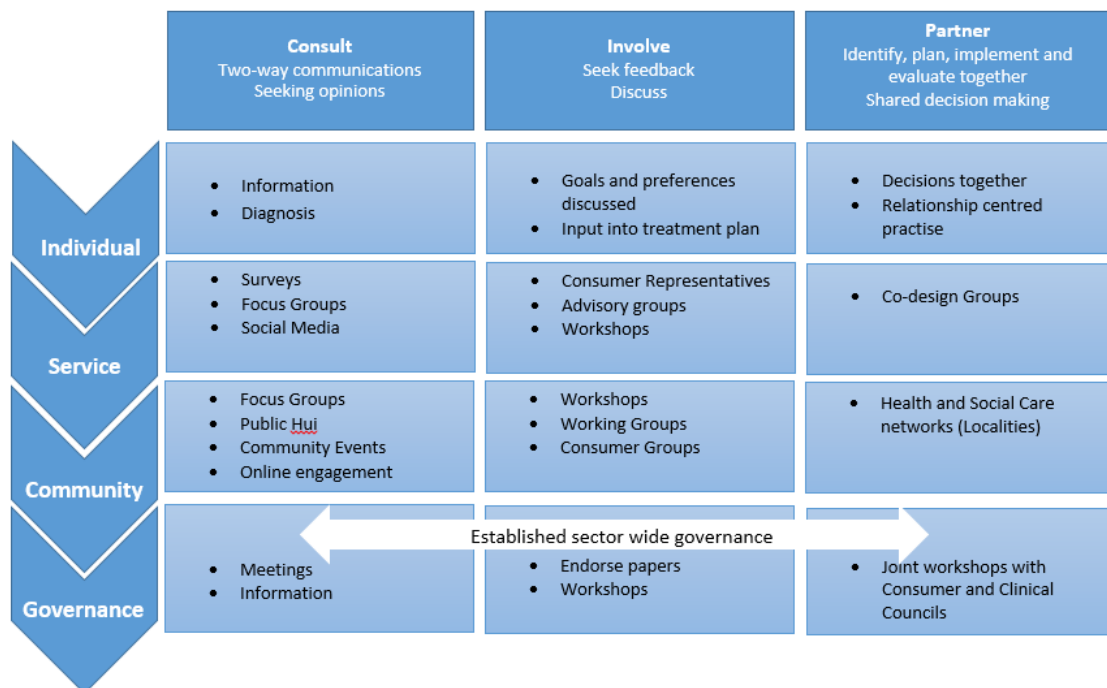 Consult
Two-way communications
Seeking opinions
Involve
Seek feedback
Discuss
Partner
Identify, plan, implement and
evaluate together
Shared decision making
Individual
• Information
• Diagnosis
• Goals and preferences
discussed
• Input into treatment plan
• Decisions together
• Relationship centred
practise
Service
• Surveys
• Focus Groups
• Social Media
• Consumer Representatives
• Advisory groups
• Workshops
• Co-design Groups
Community
• Focus Groups
• Public Hui
• Community Events
• Online engagement
• Workshops
• Working Groups
• Consumer Groups
• Health and Social Care
networks (Localities)
Established sector wide governance
Governance
• Meetings
• Information
• Endorse papers
• Workshops
• Joint workshops with
Consumer and Clinical
Councils